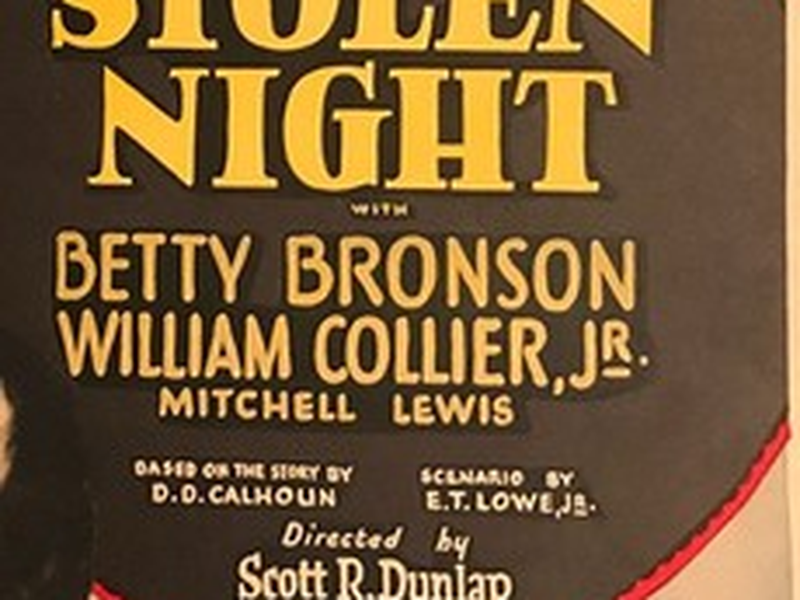 STOLEN
NIGHT
WITH
BETTY BRONSON
WILLIAM COLLIER, JR.
MITCHELL LEWIS
BASED ON THE STORY BY
D.D. CALHOUN
SCENARIO BY
E.T. LOWE, JR.
Directed by
Scott R. Dunlap